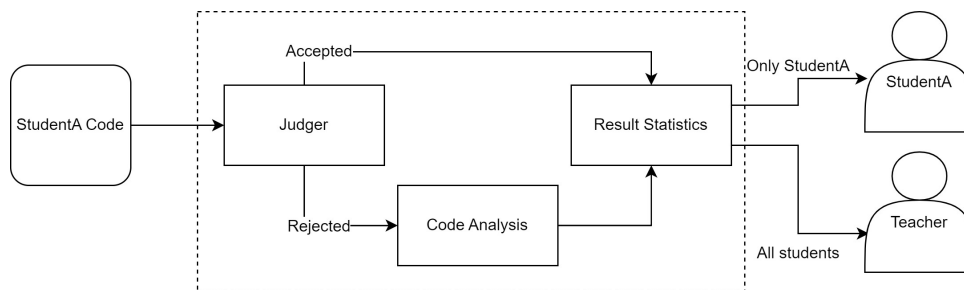 Accepted
Only StudentA
StudentA
StudentA Code
Judger
Result Statistics
Rejected
Code Analysis
Teacher
All students